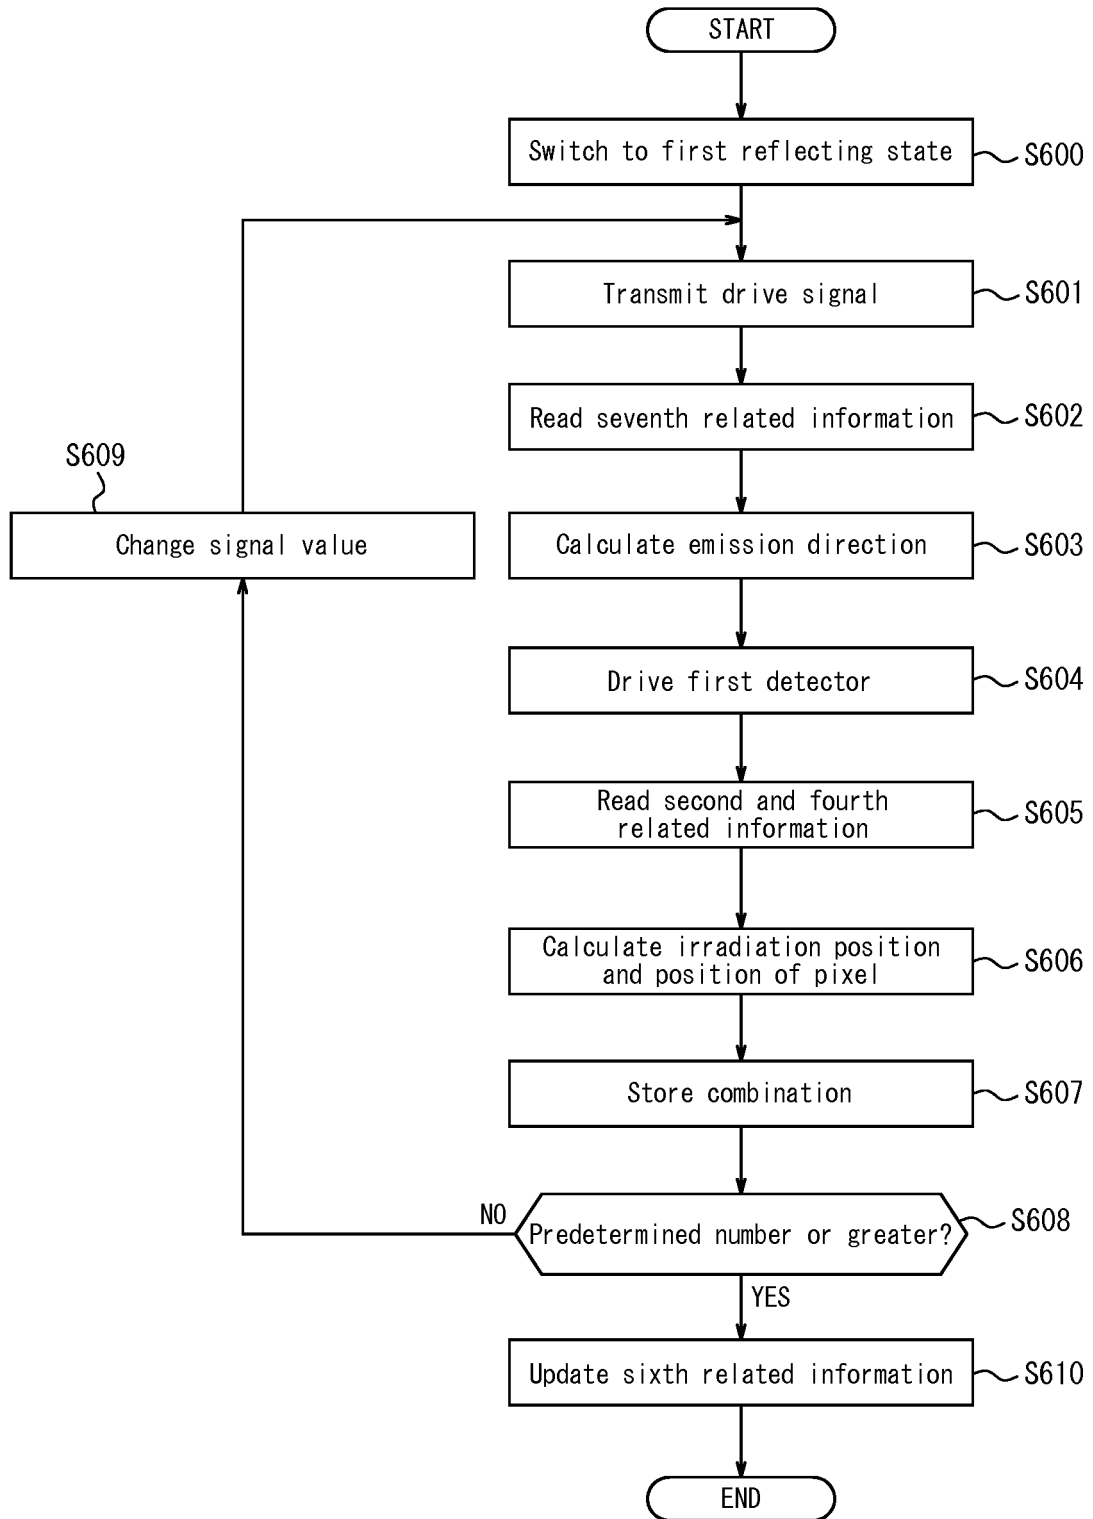 START
Switch to first reflecting state
S600
Transmit drive signal
S601
Read seventh related information
S602
S609
Change signal value
Calculate emission direction
S603
Drive first detector
S604
Read second and fourth
related information
S605
Calculate irradiation position
and position of pixel
S606
Store combination
S607
NO
Predetermined number or greater?
S608
YES
Update sixth related information
S610
END